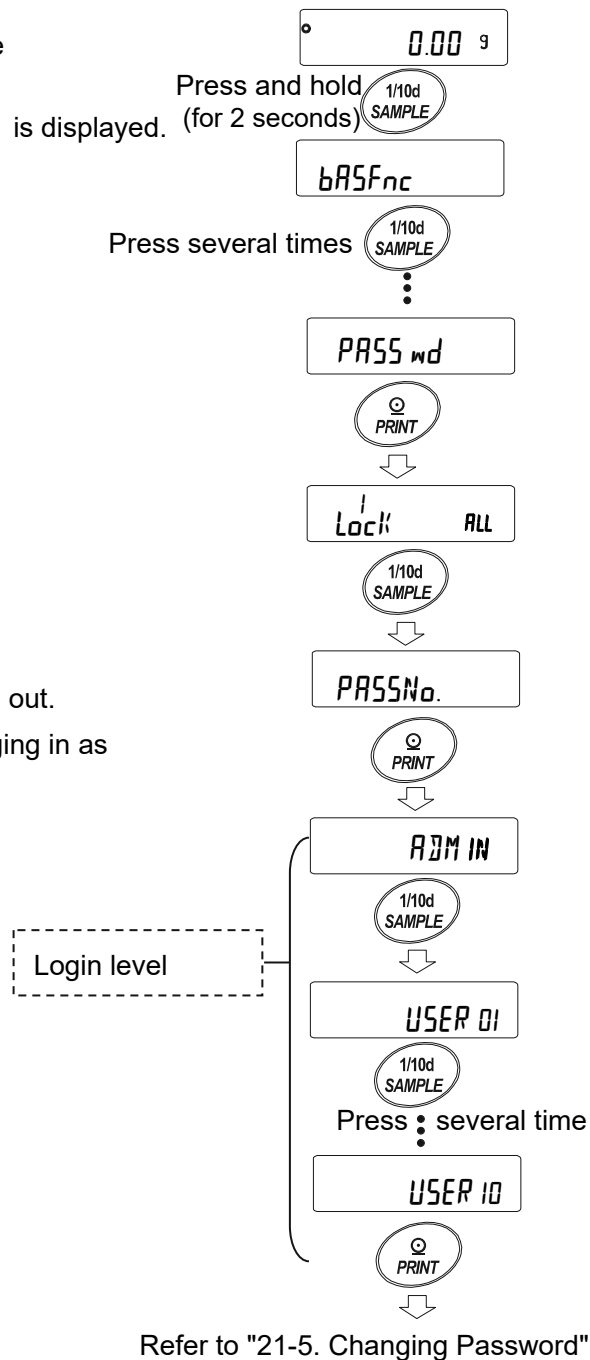 e
0.00 g
Press and hold
(for 2 seconds)
1/10d
SAMPLE
is displayed.
bASFnc
Press several times
1/10d
SAMPLE
PASS wd
PRINT
1
Lock ALL
1/10d
SAMPLE
PASSNo.
out.
ging in as
PRINT
ADMIN
1/10d
SAMPLE
Login level
USER 01
1/10d
SAMPLE
Press several time
USER 10
PRINT
Refer to "21-5. Changing Password"